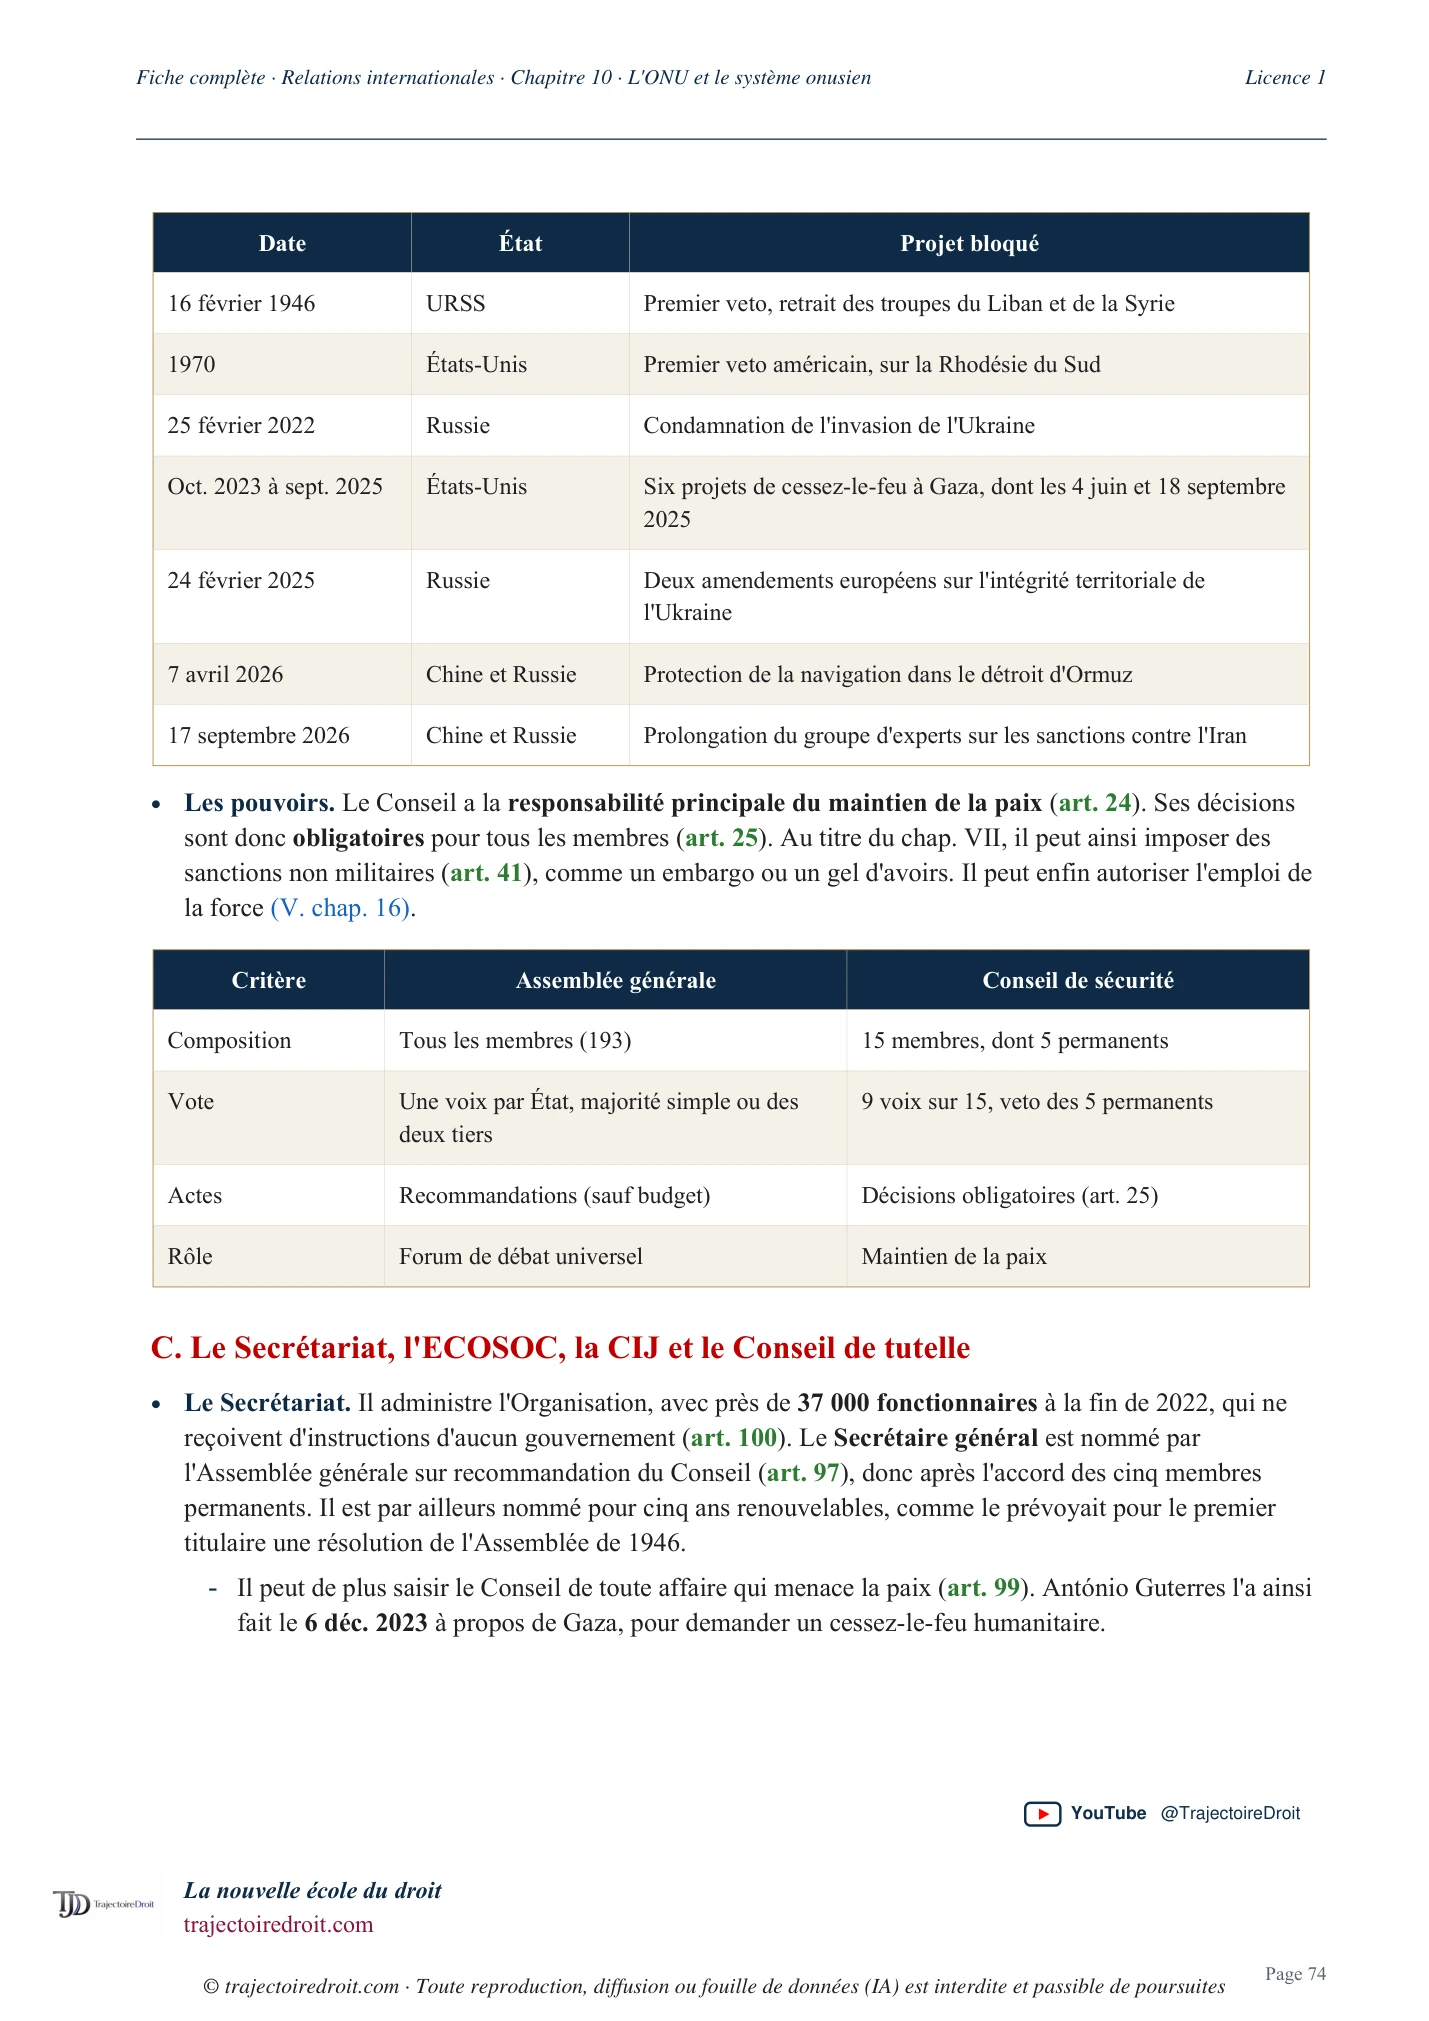 Fiche complète · Relations internationales · Chapitre 10 · L'ONU et le système onusien Licence 1
Date État Projet bloqué
16 février 1946 URSS Premier veto, retrait des troupes du Liban et de la Syrie
1970 États-Unis Premier veto américain, sur la Rhodésie du Sud
25 février 2022 Russie Condamnation de l'invasion de l'Ukraine
Oct. 2023 à sept. 2025 États-Unis Six projets de cessez-le-feu à Gaza, dont les 4 juin et 18 septembre
2025
24 février 2025 Russie Deux amendements européens sur l'intégrité territoriale de
l'Ukraine
7 avril 2026 Chine et Russie Protection de la navigation dans le détroit d'Ormuz
17 septembre 2026 Chine et Russie Prolongation du groupe d'experts sur les sanctions contre l'Iran
• Les pouvoirs. Le Conseil a la responsabilité principale du maintien de la paix (art. 24). Ses décisions
sont donc obligatoires pour tous les membres (art. 25). Au titre du chap. VII, il peut ainsi imposer des
sanctions non militaires (art. 41), comme un embargo ou un gel d'avoirs. Il peut enfin autoriser l'emploi de
la force (V. chap. 16).
Critère Assemblée générale Conseil de sécurité
Composition Tous les membres (193) 15 membres, dont 5 permanents
Vote Une voix par État, majorité simple ou des 9 voix sur 15, veto des 5 permanents
deux tiers
Actes Recommandations (sauf budget) Décisions obligatoires (art. 25)
Rôle Forum de débat universel Maintien de la paix
C. Le Secrétariat, l'ECOSOC, la CIJ et le Conseil de tutelle
• Le Secrétariat. Il administre l'Organisation, avec près de 37 000 fonctionnaires à la fin de 2022, qui ne
reçoivent d'instructions d'aucun gouvernement (art. 100). Le Secrétaire général est nommé par
l'Assemblée générale sur recommandation du Conseil (art. 97), donc après l'accord des cinq membres
permanents. Il est par ailleurs nommé pour cinq ans renouvelables, comme le prévoyait pour le premier
titulaire une résolution de l'Assemblée de 1946.
- Il peut de plus saisir le Conseil de toute affaire qui menace la paix (art. 99). António Guterres l'a ainsi
fait le 6 déc. 2023 à propos de Gaza, pour demander un cessez-le-feu humanitaire.
YouTube @TrajectoireDroit
TJD TrajectoireDroit
La nouvelle école du droit
trajectoiredroit.com
© trajectoiredroit.com · Toute reproduction, diffusion ou fouille de données (IA) est interdite et passible de poursuites
Page 74